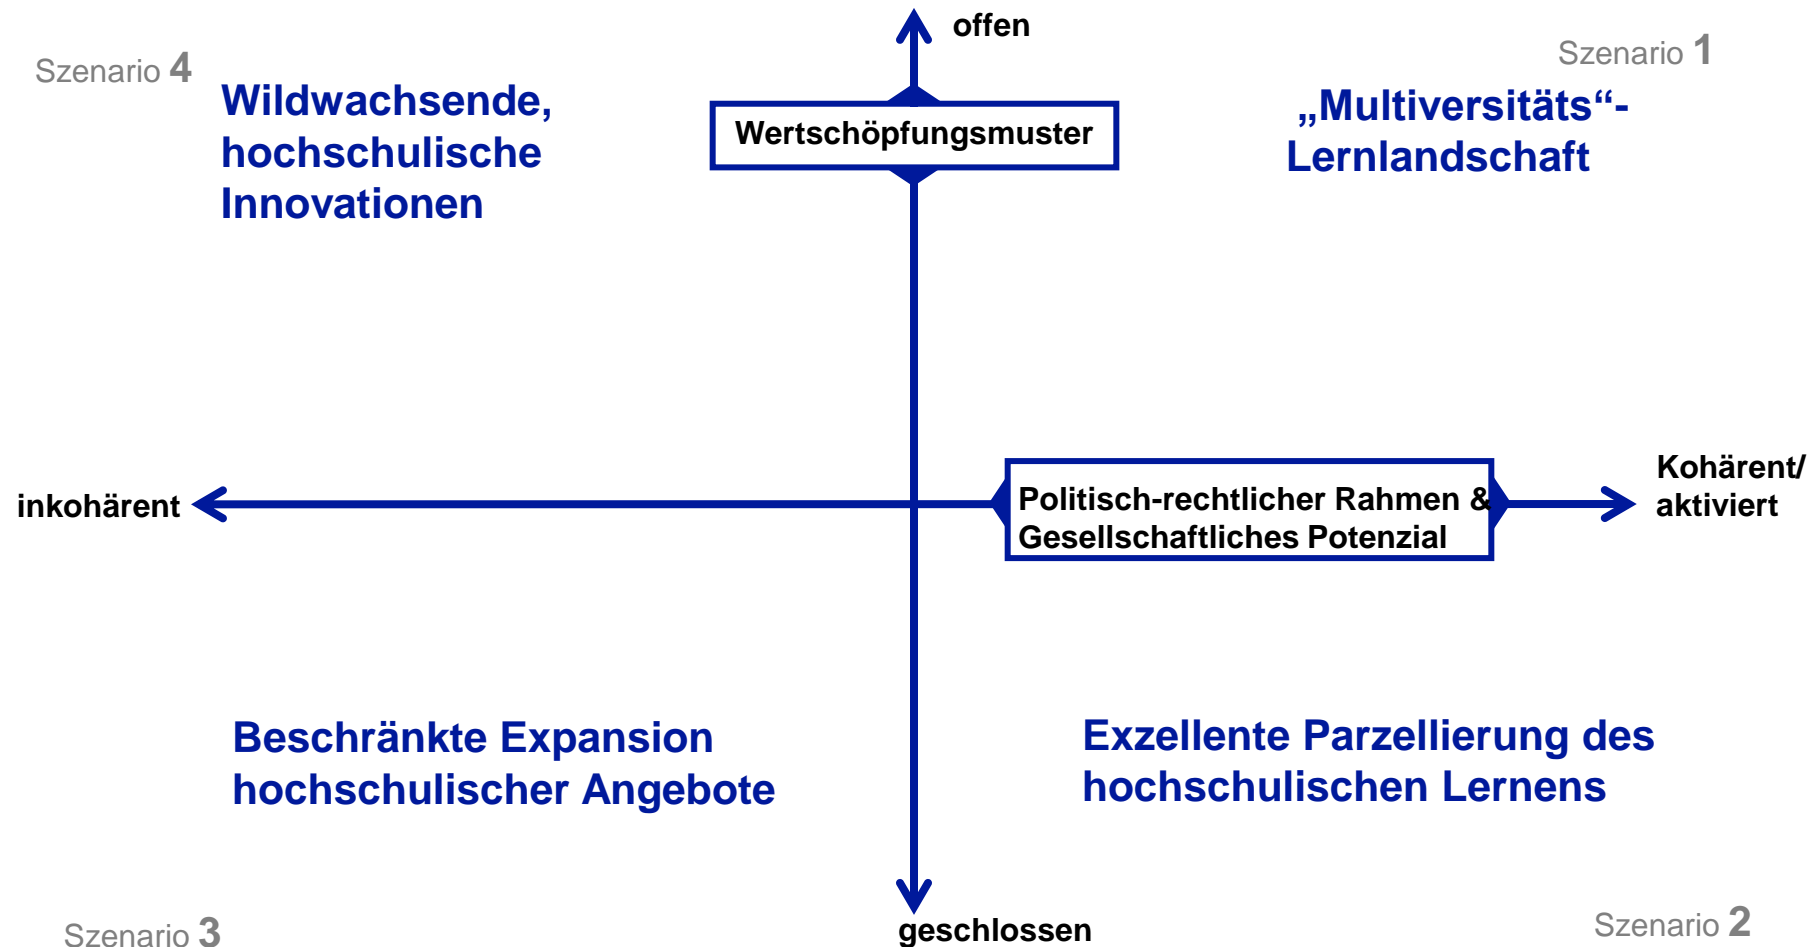 offen
Szenario 4
Szenario 1
Wildwachsende,
hochschulische
Innovationen
Wertschöpfungsmuster
„Multiversitäts“-
Lernlandschaft
inkohärent
Politisch-rechtlicher Rahmen &
Gesellschaftliches Potenzial
Kohärent/
aktiviert
Beschränkte Expansion
hochschulischer Angebote
Exzellente Parzellierung des
hochschulischen Lernens
Szenario 3
geschlossen
Szenario 2